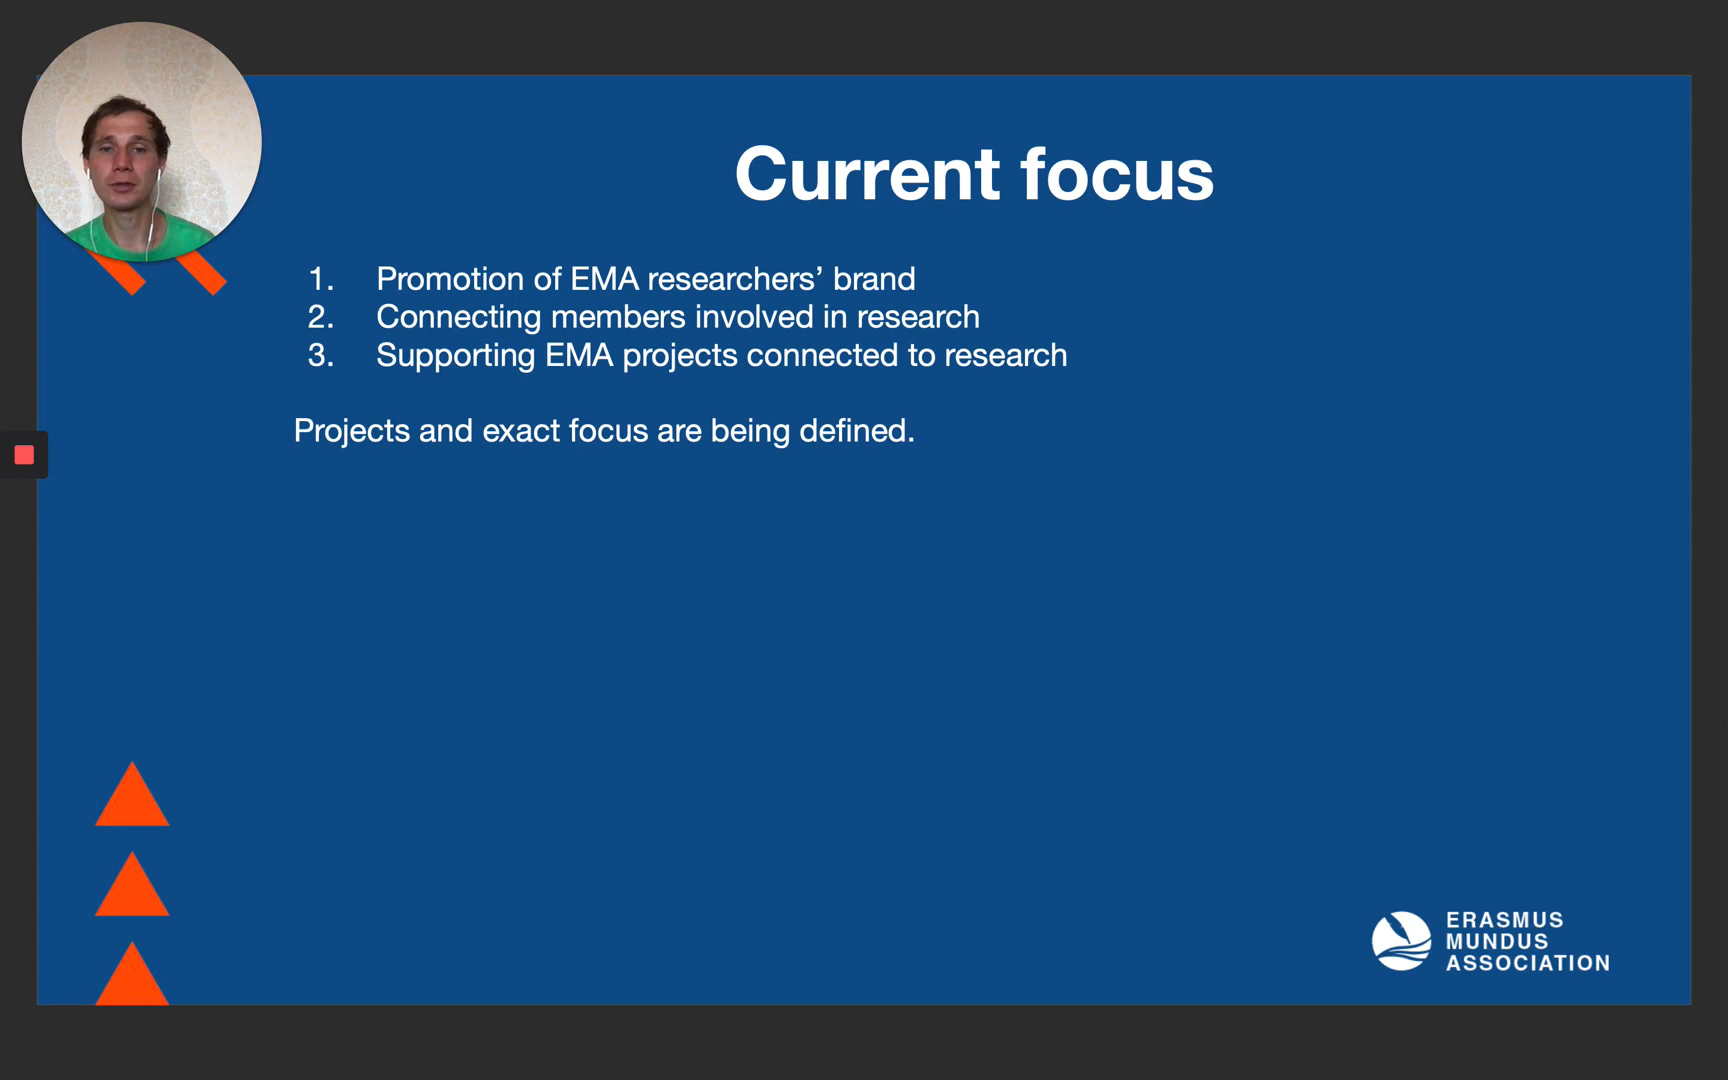 Current focus
1. Promotion of EMA researchers’ brand
2. Connecting members involved in research
3. Supporting EMA projects connected to research
Projects and exact focus are being defined.
ERASMUS
MUNDUS
ASSOCIATION